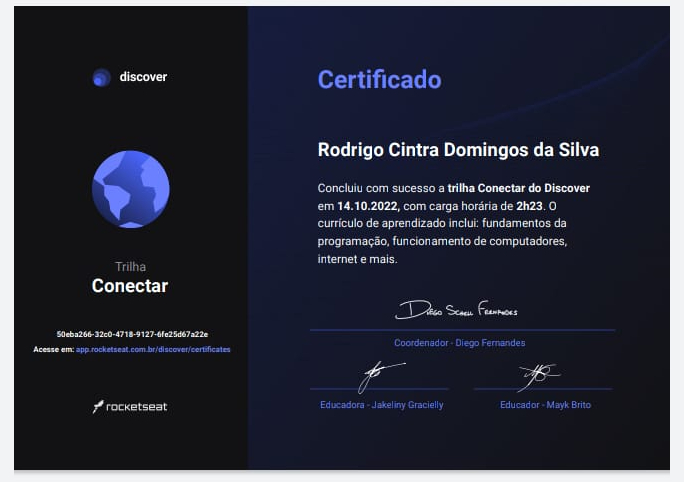 discover
Trilha
Conectar
50eba266-32c0-4718-9127-6fe25d67a22e
Acesse em: app.rocketseat.com.br/discover/certificates
rocketseat
Certificado
Rodrigo Cintra Domingos da Silva
Concluiu com sucesso a trilha Conectar do Discover
em 14.10.2022, com carga horária de 2h23. O
currículo de aprendizado inclui: fundamentos da
programação, funcionamento de computadores,
internet e mais.
Diego Schell Fernandes
Coordenador - Diego Fernandes
Educadora - Jakeliny Gracielly
Educador - Mayk Brito